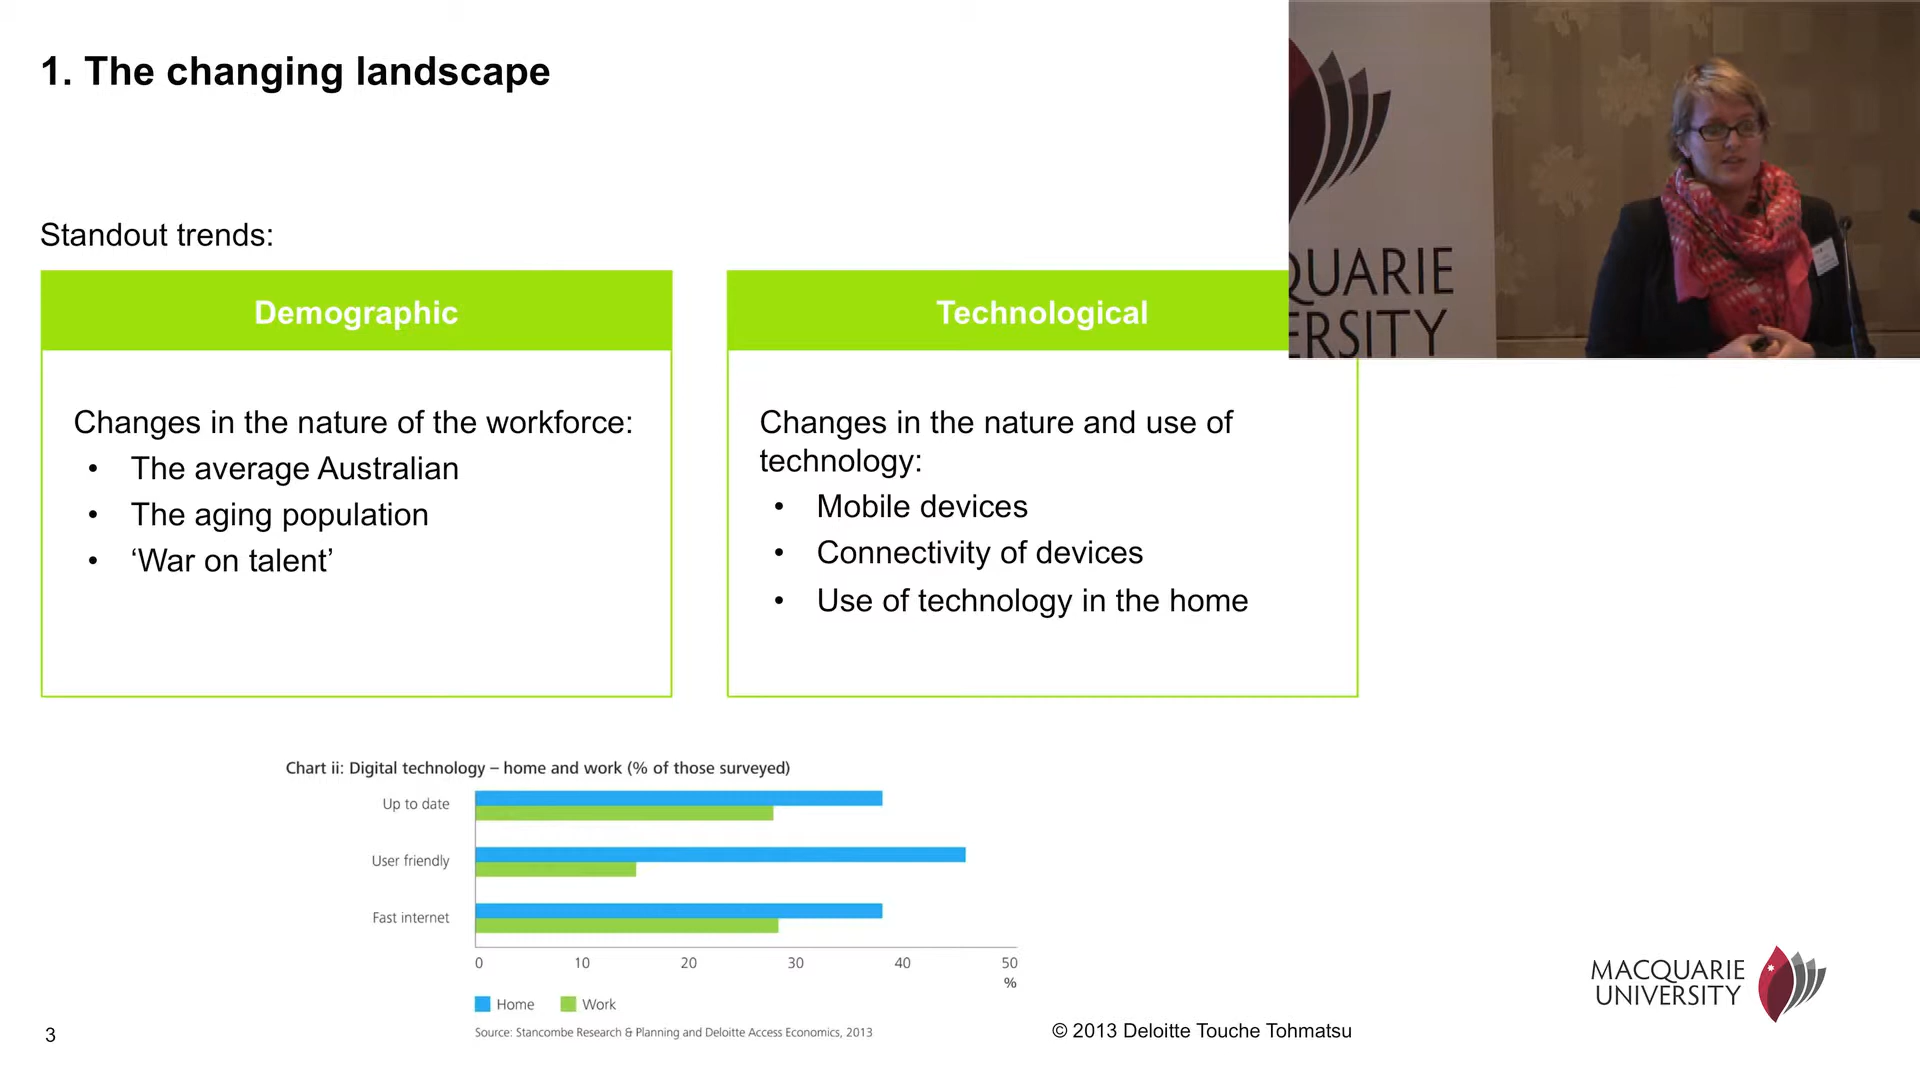 1. The changing landscape
Standout trends:
Demographic
Changes in the nature of the workforce:
• The average Australian
• The aging population
• ‘War on talent’
Technological
Changes in the nature and use of
technology:
• Mobile devices
• Connectivity of devices
• Use of technology in the home
QUARIE
ERSITY
Chart ii: Digital technology – home and work (% of those surveyed)
Up to date
User friendly
Fast internet
0 10 20 30 40 50
%
Home Work
Source: Stancombe Research & Planning and Deloitte Access Economics, 2013
3
© 2013 Deloitte Touche Tohmatsu
MACQUARIE
UNIVERSITY